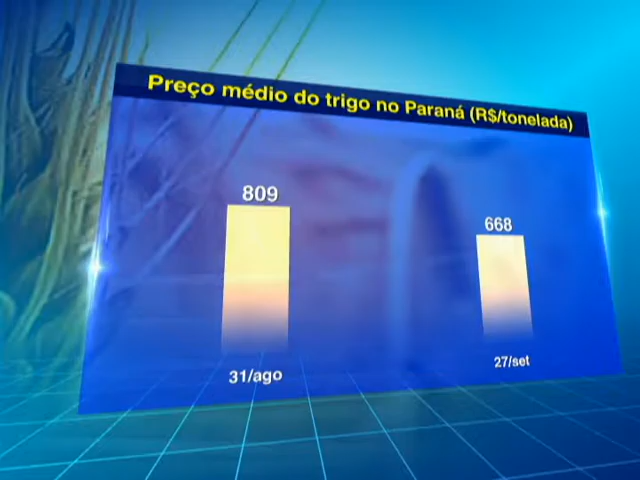 Preço médio do trigo no Paraná (R$/tonelada)
809
668
31/ago
27/set